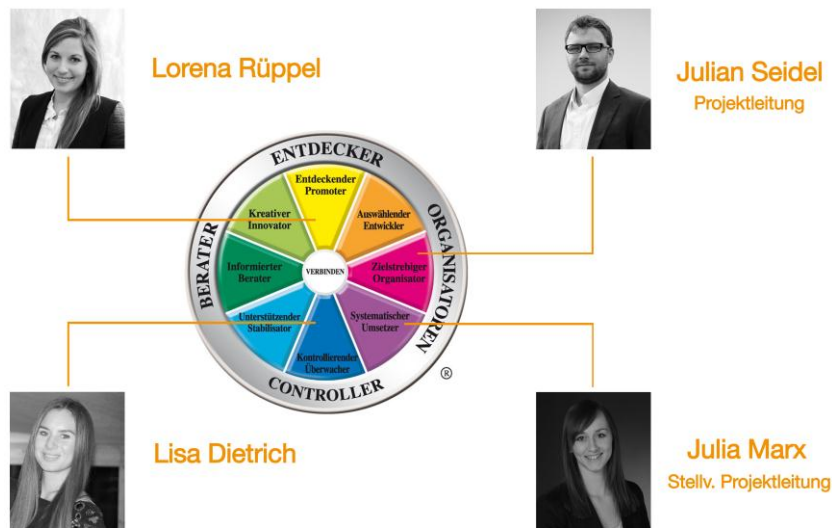 Lorena Rüppel
Julian Seidel
Projektleitung
ENTDECKER
Entdeckender
Promoter
Kreativer
Innovator
Auswählender
Entwickler
BERATER
ORGANISATOREN
Informierter
Berater
VERBINDEN
Zielstrebiger
Organisator
Unterstützender
Stabilisator
Systematischer
Umsetzer
Kontrollierender
Überwacher
CONTROLLER
®
Lisa Dietrich
Julia Marx
Stellv. Projektleitung